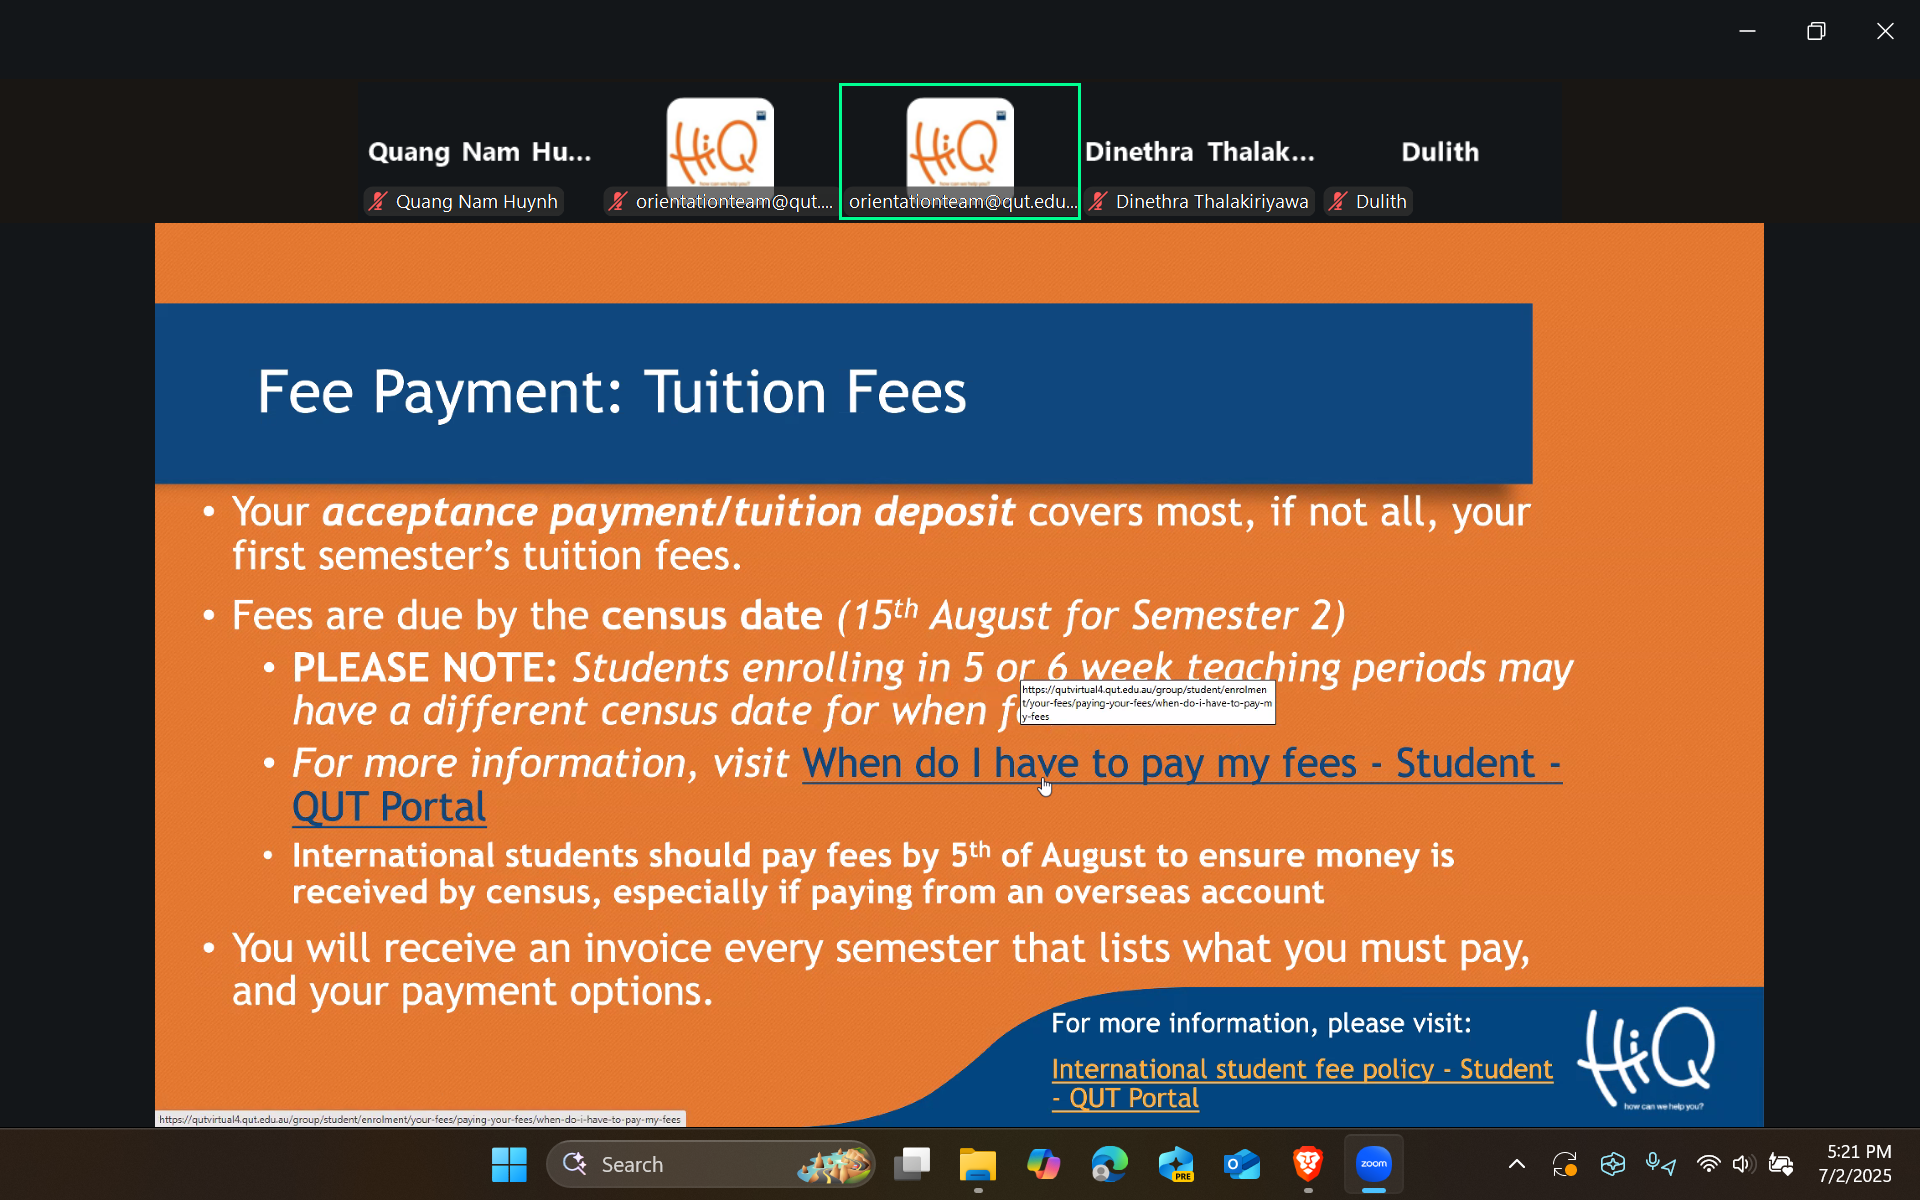 Quang Nam Hu...
Dinethra Thalak...
Dulith
HiQ
how can we help you?
HiQ
how can we help you?
Quang Nam Huynh
orientationteam@qut....
orientationteam@qut.edu...
Dinethra Thalakiriyawa
Dulith
Fee Payment: Tuition Fees
• Your acceptance payment/tuition deposit covers most, if not all, your
first semester's tuition fees.
• Fees are due by the census date (15th August for Semester 2)
• PLEASE NOTE: Students enrolling in 5 or 6 week teaching periods may
have a different census date for when f
https://qutvirtual4.qut.edu.au/group/student/enrolmen
t/your-fees/paying-your-fees/when-do-i-have-to-pay-m
y-fees
• For more information, visit When do I have to pay my fees - Student -
QUT Portal
• International students should pay fees by 5th of August to ensure money is
received by census, especially if paying from an overseas account
• You will receive an invoice every semester that lists what you must pay,
and your payment options.
For more information, please visit:
International student fee policy - Student
- QUT Portal
HiQ
how can we help you?
https://qutvirtual4.qut.edu.au/group/student/enrolment/your-fees/paying-your-fees/when-do-i-have-to-pay-my-fees
Search
PRE
zoom
5:21 PM
7/2/2025